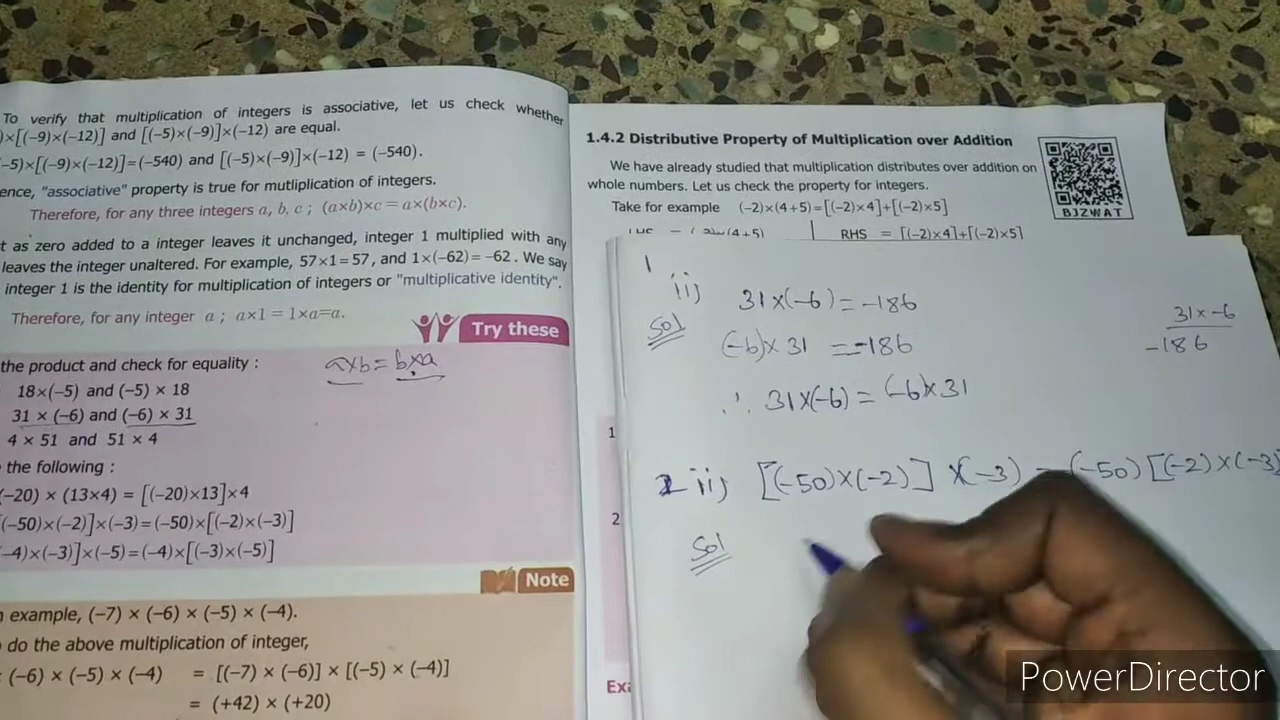 To verify that multiplication of integers is associative, let us check whether
)×[(−9)×(−12)] and [(−5)×(−9)]×(−12) are equal.
−5)×[(−9)×(−12)]=(−540) and [(−5)×(−9)]×(−12) = (−540).
ence, "associative" property is true for mutliplication of integers.
Therefore, for any three integers a, b, c ; (a×b)×c = a×(b×c).
t as zero added to a integer leaves it unchanged, integer 1 multiplied with any
leaves the integer unaltered. For example, 57×1=57, and 1×(−62)= −62. We say
integer 1 is the identity for multiplication of integers or "multiplicative identity".
Therefore, for any integer a ; a×1 = 1×a=a.
Try these
the product and check for equality :
a×b = b×a
18×(−5) and (−5) × 18
31 × (−6) and (−6) × 31
4 × 51 and 51 × 4
the following :
(−20) × (13×4) = [(−20)×13]×4
[(−50)×(−2)]×(−3)=(−50)×[(−2)×(−3)]
−4)×(−3)]×(−5)=(−4)×[(−3)×(−5)]
Note
example, (−7) × (−6) × (−5) × (−4).
do the above multiplication of integer,
× (−6) × (−5) × (−4) = [(−7) × (−6)] × [(−5) × (−4)]
= (+42) × (+20)
1.4.2 Distributive Property of Multiplication over Addition
We have already studied that multiplication distributes over addition on
whole numbers. Let us check the property for integers.
Take for example (−2)×(4+5)=[(−2)×4]+[(−2)×5]
RHS = [(−2)×4]+[(−2)×5]
BJZWAT
1
ii) 31×(−6) = −186
Sol
(−6)×31 = −186
∴ 31×(−6) = (−6)×31
31×−6
−186
2 ii) [(−50)×(−2)] ×(−3) = (−50) [(−2)×(−3)]
Sol
1
2
Exa
PowerDirector